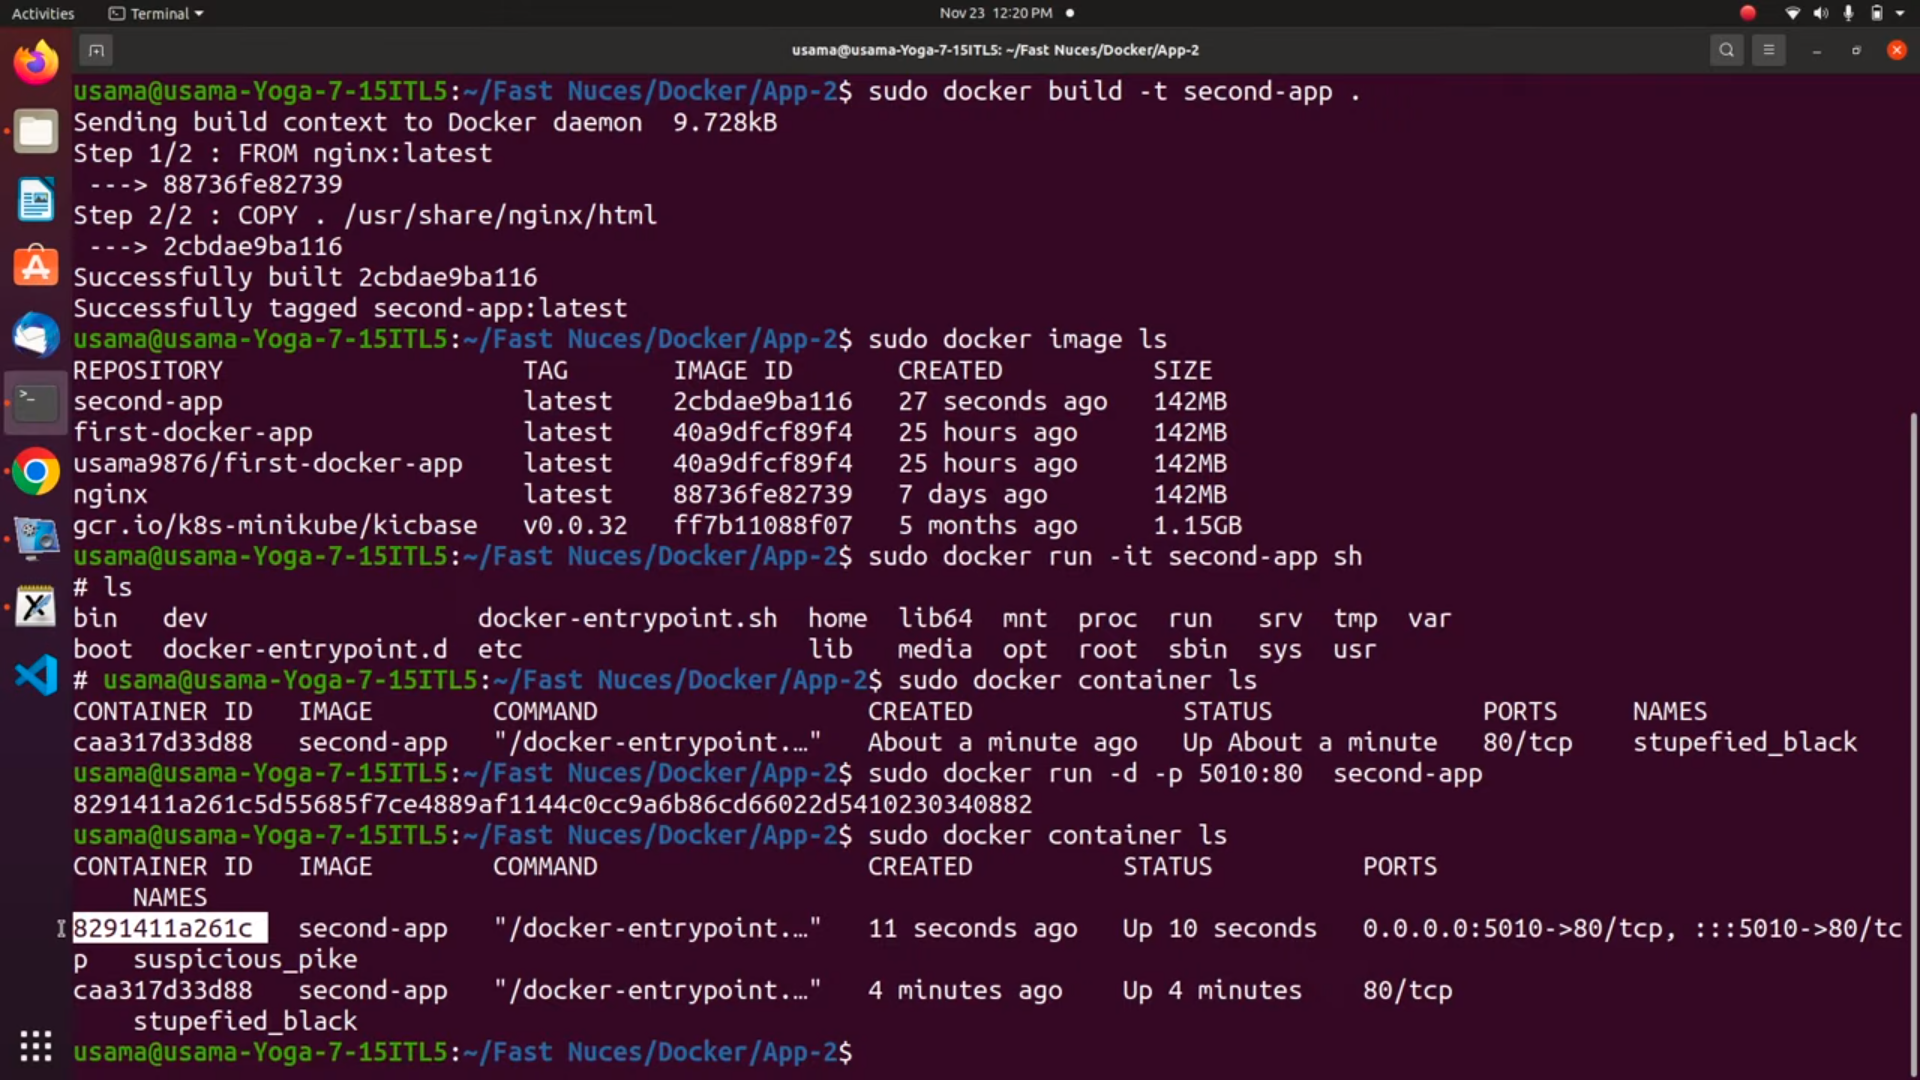 Activities Terminal Nov 23 12:20 PM
usama@usama-Yoga-7-15ITL5: ~/Fast Nuces/Docker/App-2
usama@usama-Yoga-7-15ITL5:~/Fast Nuces/Docker/App-2$ sudo docker build -t second-app .
Sending build context to Docker daemon  9.728kB
Step 1/2 : FROM nginx:latest
 ---> 88736fe82739
Step 2/2 : COPY . /usr/share/nginx/html
 ---> 2cbdae9ba116
Successfully built 2cbdae9ba116
Successfully tagged second-app:latest
usama@usama-Yoga-7-15ITL5:~/Fast Nuces/Docker/App-2$ sudo docker image ls
REPOSITORY                    TAG       IMAGE ID       CREATED          SIZE
second-app                    latest    2cbdae9ba116   27 seconds ago   142MB
first-docker-app              latest    40a9dfcf89f4   25 hours ago     142MB
usama9876/first-docker-app    latest    40a9dfcf89f4   25 hours ago     142MB
nginx                         latest    88736fe82739   7 days ago       142MB
gcr.io/k8s-minikube/kicbase   v0.0.32   ff7b11088f07   5 months ago     1.15GB
usama@usama-Yoga-7-15ITL5:~/Fast Nuces/Docker/App-2$ sudo docker run -it second-app sh
# ls
bin   dev                  docker-entrypoint.sh  home  lib64  mnt  proc  run   srv  tmp  var
boot  docker-entrypoint.d  etc                   lib   media  opt  root  sbin  sys  usr
# usama@usama-Yoga-7-15ITL5:~/Fast Nuces/Docker/App-2$ sudo docker container ls
CONTAINER ID   IMAGE        COMMAND                  CREATED              STATUS              PORTS     NAMES
caa317d33d88   second-app   "/docker-entrypoint.…"   About a minute ago   Up About a minute   80/tcp    stupefied_black
usama@usama-Yoga-7-15ITL5:~/Fast Nuces/Docker/App-2$ sudo docker run -d -p 5010:80  second-app
8291411a261c5d55685f7ce4889af1144c0cc9a6b86cd66022d5410230340882
usama@usama-Yoga-7-15ITL5:~/Fast Nuces/Docker/App-2$ sudo docker container ls
CONTAINER ID   IMAGE        COMMAND                  CREATED          STATUS          PORTS
    NAMES
8291411a261c   second-app   "/docker-entrypoint.…"   11 seconds ago   Up 10 seconds   0.0.0.0:5010->80/tcp, :::5010->80/tc
p   suspicious_pike
caa317d33d88   second-app   "/docker-entrypoint.…"   4 minutes ago    Up 4 minutes    80/tcp
    stupefied_black
usama@usama-Yoga-7-15ITL5:~/Fast Nuces/Docker/App-2$